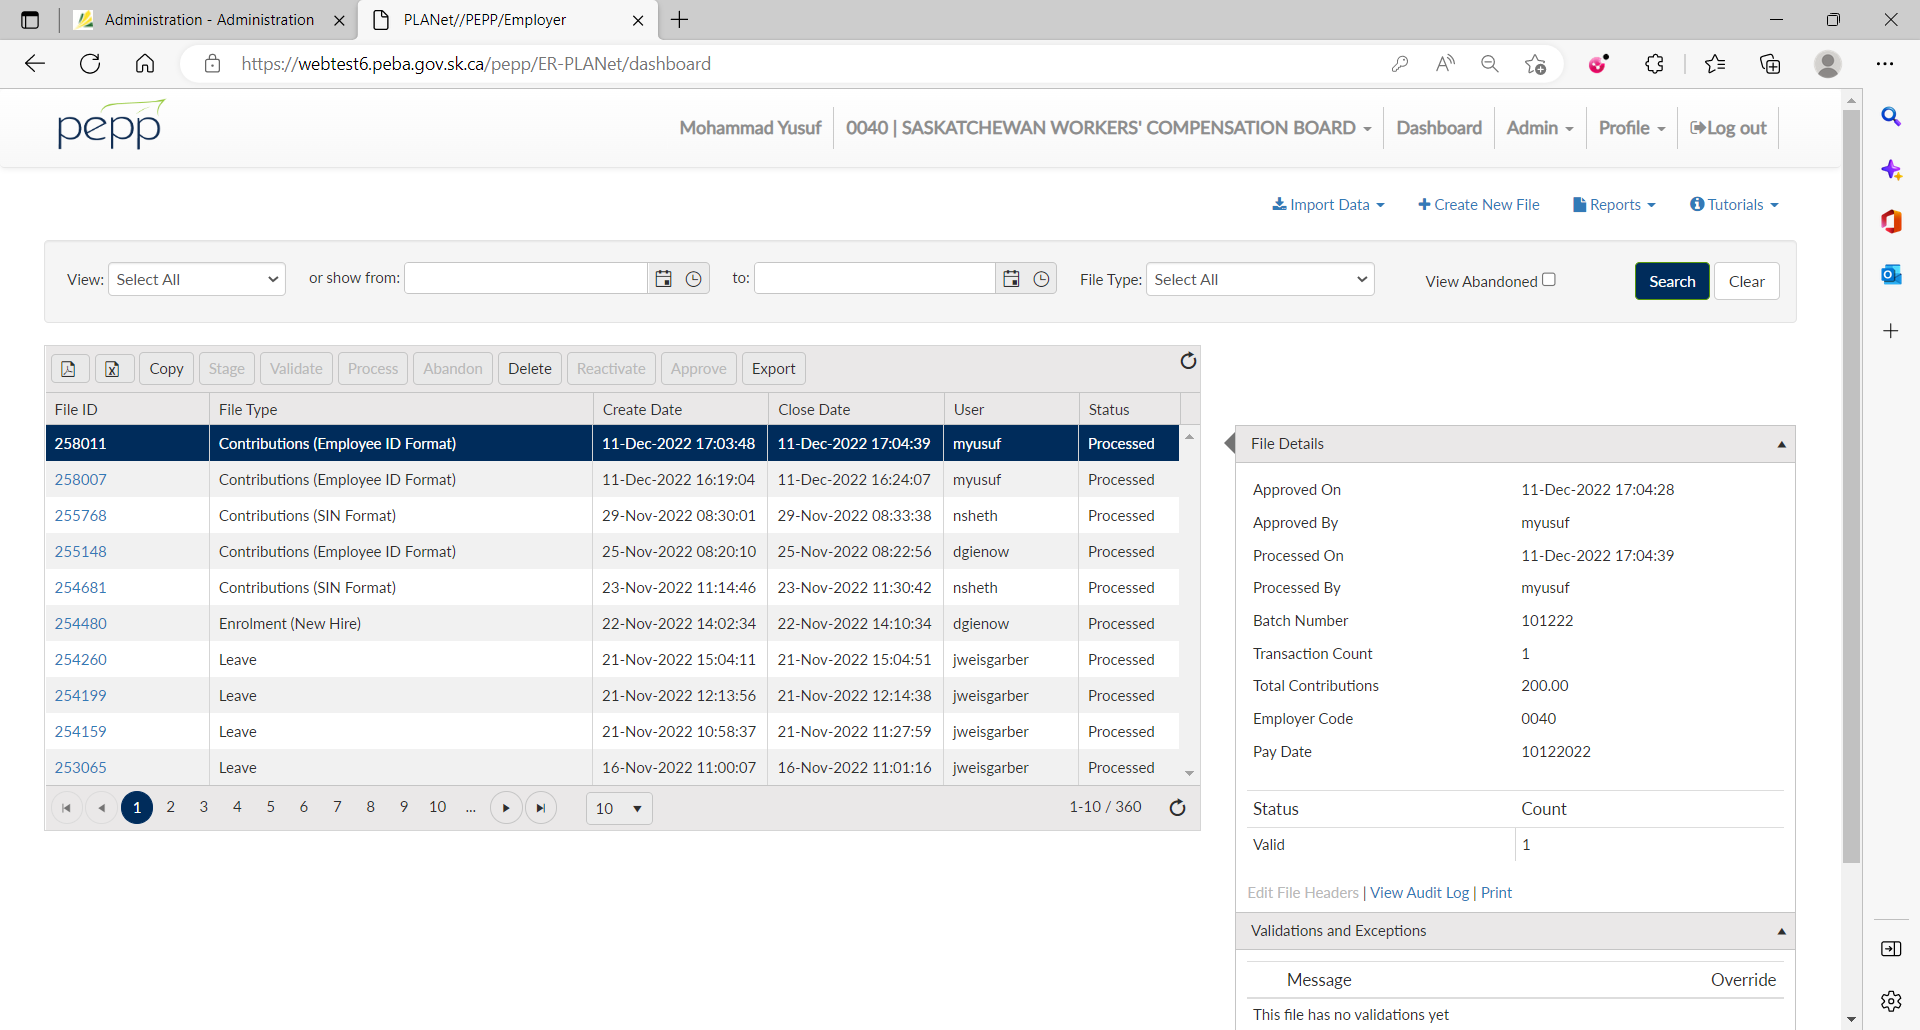 Administration - Administration
PLANet//PEPP/Employer
https://webtest6.peba.gov.sk.ca/pepp/ER-PLANet/dashboard
pepp
Mohammad Yusuf
0040 | SASKATCHEWAN WORKERS' COMPENSATION BOARD
Dashboard
Admin
Profile
Log out
Import Data
Create New File
Reports
Tutorials
View: Select All
or show from:
to:
File Type: Select All
View Abandoned
Search
Clear
Copy
Stage
Validate
Process
Abandon
Delete
Reactivate
Approve
Export
File ID File Type Create Date Close Date User Status
258011 Contributions (Employee ID Format) 11-Dec-2022 17:03:48 11-Dec-2022 17:04:39 myusuf Processed
258007 Contributions (Employee ID Format) 11-Dec-2022 16:19:04 11-Dec-2022 16:24:07 myusuf Processed
255768 Contributions (SIN Format) 29-Nov-2022 08:30:01 29-Nov-2022 08:33:38 nsheth Processed
255148 Contributions (Employee ID Format) 25-Nov-2022 08:20:10 25-Nov-2022 08:22:56 dgienow Processed
254681 Contributions (SIN Format) 23-Nov-2022 11:14:46 23-Nov-2022 11:30:42 nsheth Processed
254480 Enrolment (New Hire) 22-Nov-2022 14:02:34 22-Nov-2022 14:10:34 dgienow Processed
254260 Leave 21-Nov-2022 15:04:11 21-Nov-2022 15:04:51 jweisgarber Processed
254199 Leave 21-Nov-2022 12:13:56 21-Nov-2022 12:14:38 jweisgarber Processed
254159 Leave 21-Nov-2022 10:58:37 21-Nov-2022 11:27:59 jweisgarber Processed
253065 Leave 16-Nov-2022 11:00:07 16-Nov-2022 11:01:16 jweisgarber Processed
1 2 3 4 5 6 7 8 9 10 ... 10 1-10 / 360
File Details
Approved On 11-Dec-2022 17:04:28
Approved By myusuf
Processed On 11-Dec-2022 17:04:39
Processed By myusuf
Batch Number 101222
Transaction Count 1
Total Contributions 200.00
Employer Code 0040
Pay Date 10122022
Status Count
Valid 1
Edit File Headers | View Audit Log | Print
Validations and Exceptions
Message Override
This file has no validations yet